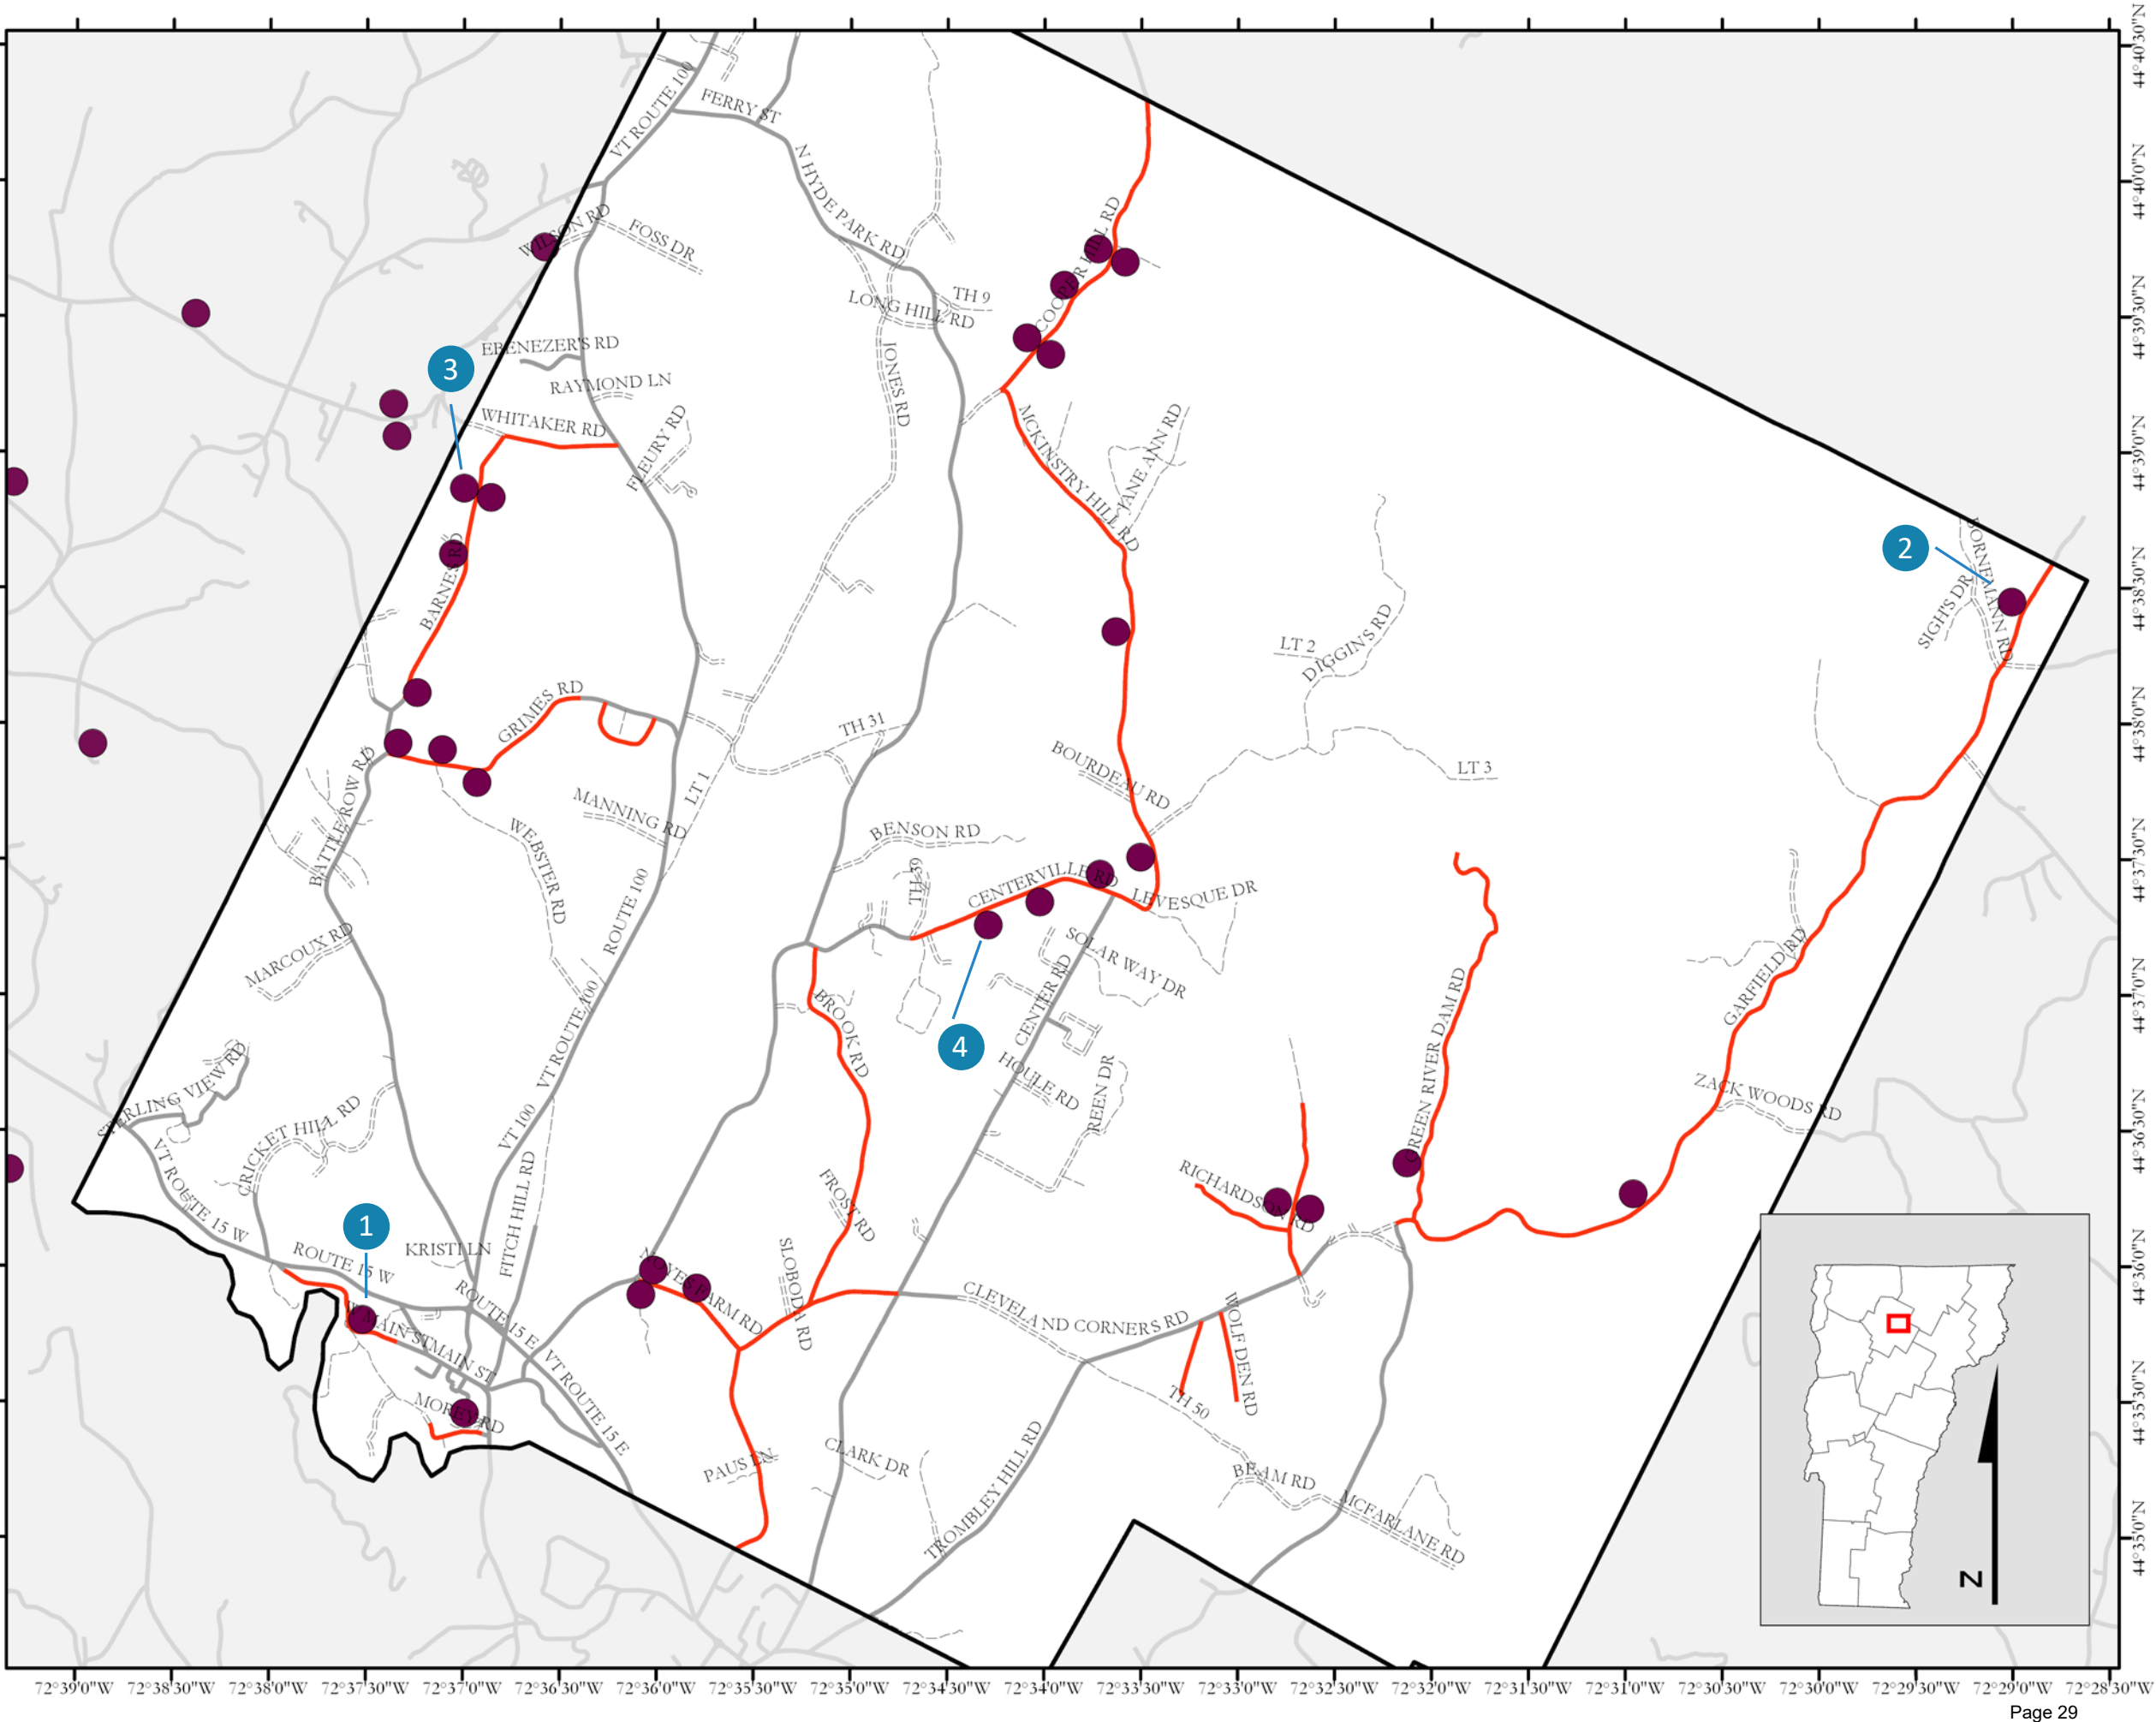 VT ROUTE 100
FERRY ST
N HYDE PARK RD
WILSON RD
FOSS DR
COOPER HILL RD
TH 9
LONG HILL RD
EBENEZER'S RD
JONES RD
3
RAYMOND LN
WHITAKER RD
FLEURY RD
MCKINSTRY HILL RD
JANE ANN RD
BARNES RD
2
BORNEMANN RD
SIGH'S DR
LT 2
DIGGINS RD
GRIMES RD
TH 31
BOURDEAU RD
LT 3
BATTLE ROW RD
LT 1
MANNING RD
WEBSTER RD
BENSON RD
TH 69
CENTERVILLE RD
LEVESQUE DR
ROUTE 100
MARCOUX RD
SOLAR WAY DR
CENTER RD
GARFIELD RD
GREEN RIVER DAM RD
BROOK RD
VT ROUTE 100
4
STERLING VIEW RD
HOULE RD
REEN DR
ZACK WOODS RD
CRICKET HILL RD
VT 100
VT ROUTE 15 W
FITCH HILL RD
FROST RD
RICHARDSON RD
1
KRISTI LN
ROUTE 15 W
SLOBODA RD
NOYES FARM RD
ROUTE 15 E
CLEVELAND CORNERS RD
WOLF DEN RD
W MAIN ST
MAIN ST
VT ROUTE 15 E
TH 50
MOREY RD
PAUS LN
CLARK DR
TROMBLEY HILL RD
BEAM RD
MCFARLANE RD
N
44°40'30"N
44°40'0"N
44°39'30"N
44°39'0"N
44°38'30"N
44°38'0"N
44°37'30"N
44°37'0"N
44°36'30"N
44°36'0"N
44°35'30"N
44°35'0"N
72°39'0"W 72°38'30"W 72°38'0"W 72°37'30"W 72°37'0"W 72°36'30"W 72°36'0"W 72°35'30"W 72°35'0"W 72°34'30"W 72°34'0"W 72°33'30"W 72°33'0"W 72°32'30"W 72°32'0"W 72°31'30"W 72°31'0"W 72°30'30"W 72°30'0"W 72°29'30"W 72°29'0"W 72°28'30"W
Page 29